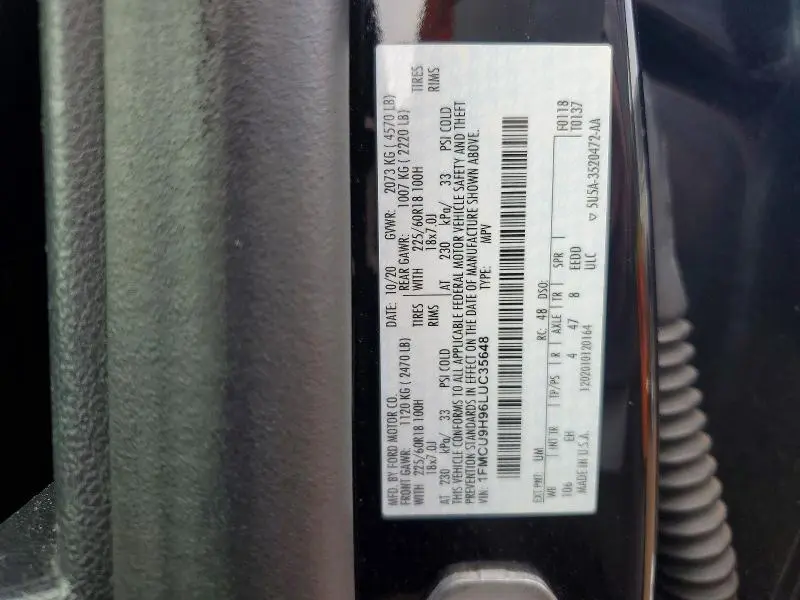 MFD. BY FORD MOTOR CO.
DATE: 10/20 GVWR: 2073 KG ( 4570 LB)
FRONT GAWR: 1120 KG ( 2470 LB) REAR GAWR: 1007 KG ( 2220 LB)
WITH 225/60R18 100H TIRES WITH 225/60R18 100H TIRES
18x7.0J RIMS 18x7.0J RIMS
AT 230 kPa/ 33 PSI COLD AT 230 kPa/ 33 PSI COLD
THIS VEHICLE CONFORMS TO ALL APPLICABLE FEDERAL MOTOR VEHICLE SAFETY AND THEFT
PREVENTION STANDARDS IN EFFECT ON THE DATE OF MANUFACTURE SHOWN ABOVE.
VIN: 1FMCU9H96LUC35648 TYPE: MPV
EXT PNT: UM RC: 48 DSO: F0118
T0137
WB INT TR TP/PS R AXLE TR SPR
106 EH 4 47 8 EEDD
MADE IN U.S.A. 1202010120164 ULC ▽ 5U5A-3520472-AA